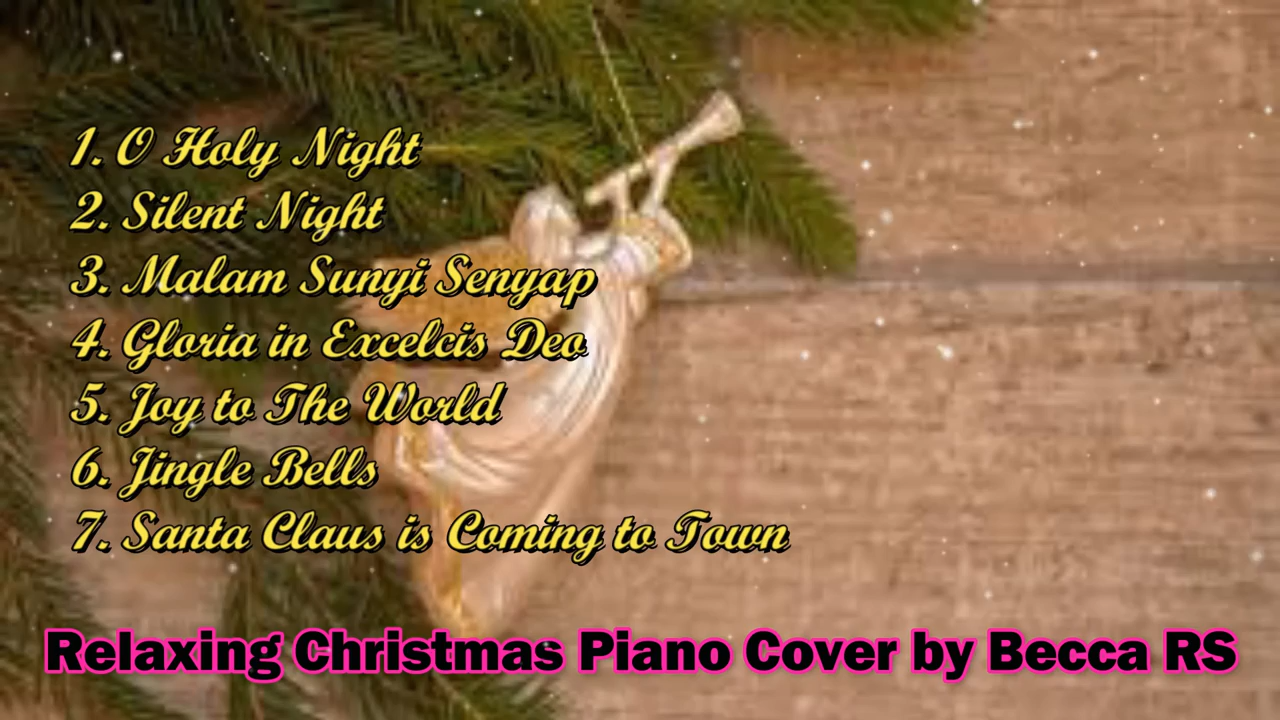 1. O Holy Night
2. Silent Night
3. Malam Sunyi Senyap
4. Gloria in Excelcis Deo
5. Joy to The World
6. Jingle Bells
7. Santa Claus is Coming to Town
Relaxing Christmas Piano Cover by Becca RS